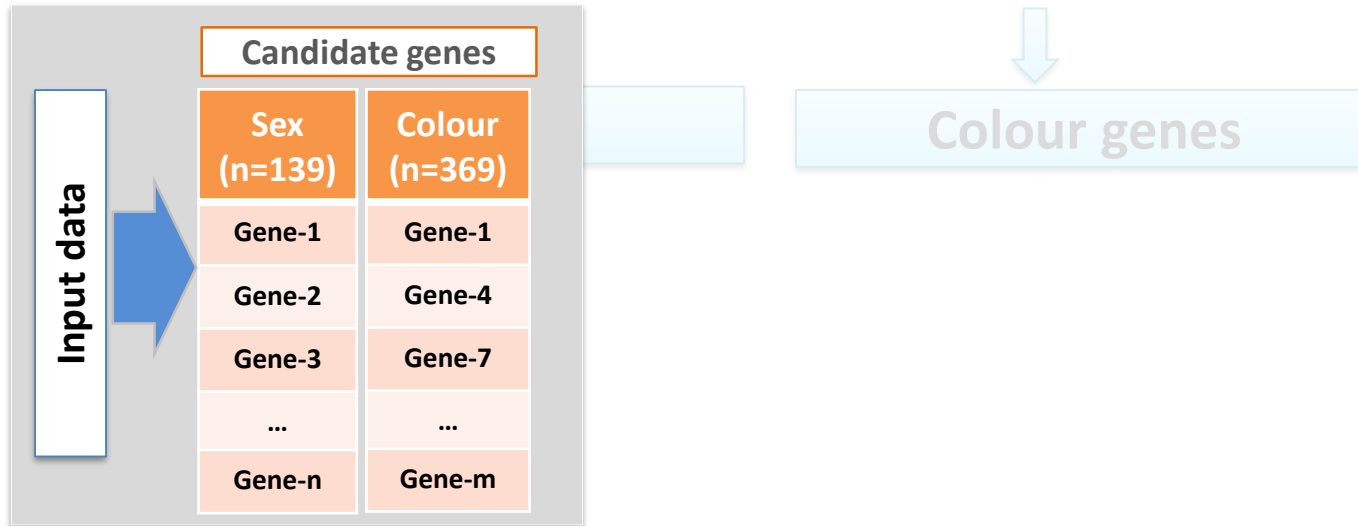 Candidate genes
Input data
Sex
(n=139)
Colour
(n=369)
Gene-1
Gene-1
Gene-2
Gene-4
Gene-3
Gene-7
...
...
Gene-n
Gene-m
Colour genes